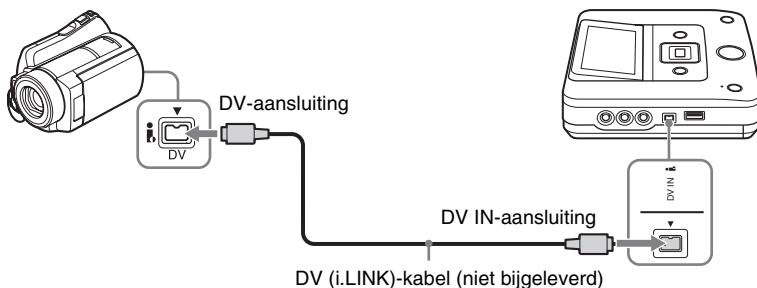 DV-aansluiting
DV
DV IN-aansluiting
DV IN
DV (i.LINK)-kabel (niet bijgeleverd)